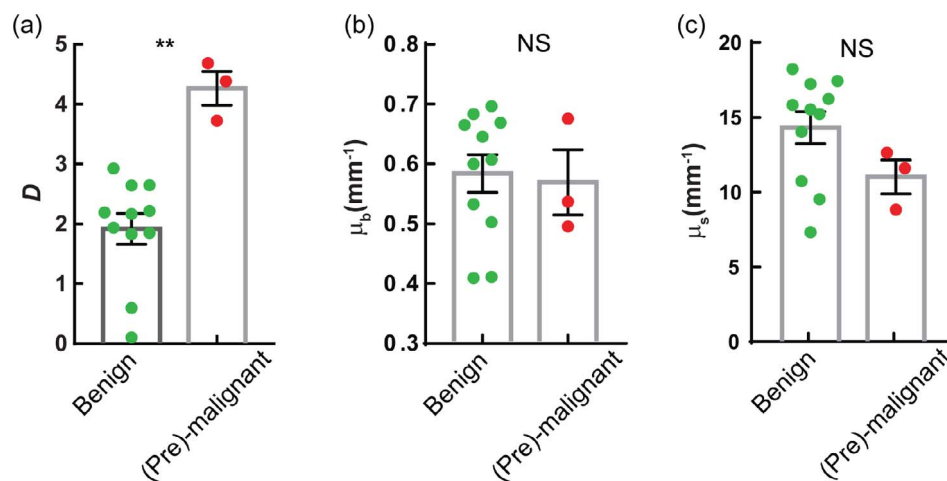 (a)
**
D
5
4
3
2
1
0
Benign
(Pre)-malignant
(b)
NS
μb(mm-1)
0.8
0.7
0.6
0.5
0.4
0.3
Benign
(Pre)-malignant
(c)
NS
μs(mm-1)
20
15
10
5
0
Benign
(Pre)-malignant